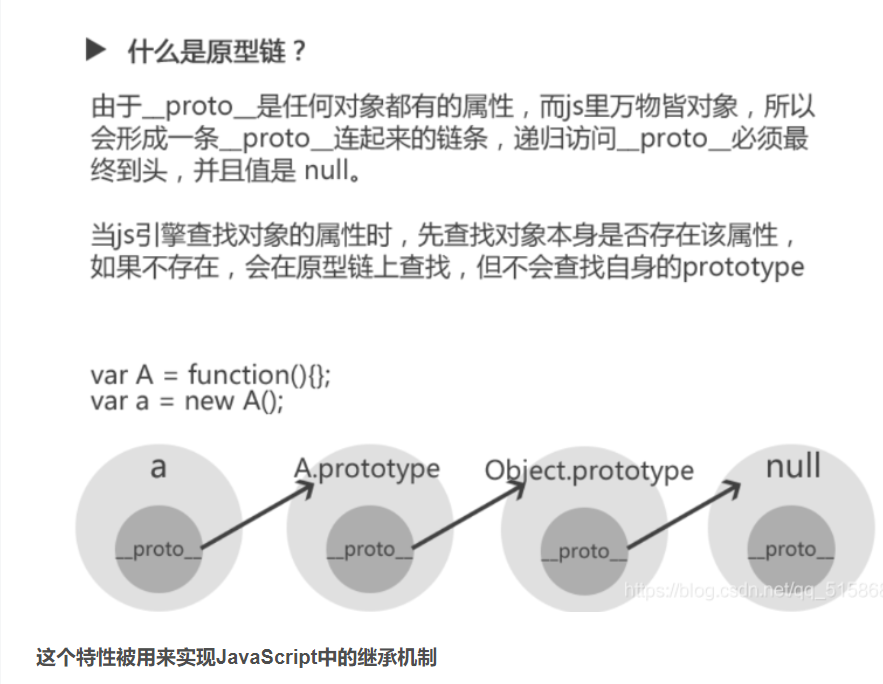 ▶ 什么是原型链？
由于__proto__是任何对象都有的属性，而js里万物皆对象，所以
会形成一条__proto__连起来的链条，递归访问__proto__必须最
终到头，并且值是 null。
当js引擎查找对象的属性时，先查找对象本身是否存在该属性，
如果不存在，会在原型链上查找，但不会查找自身的prototype
var A = function(){};
var a = new A();
a
A.prototype
Object.prototype
null
__proto__
__proto__
__proto__
__proto__
https://blog.csdn.net/qq_515868
这个特性被用来实现JavaScript中的继承机制